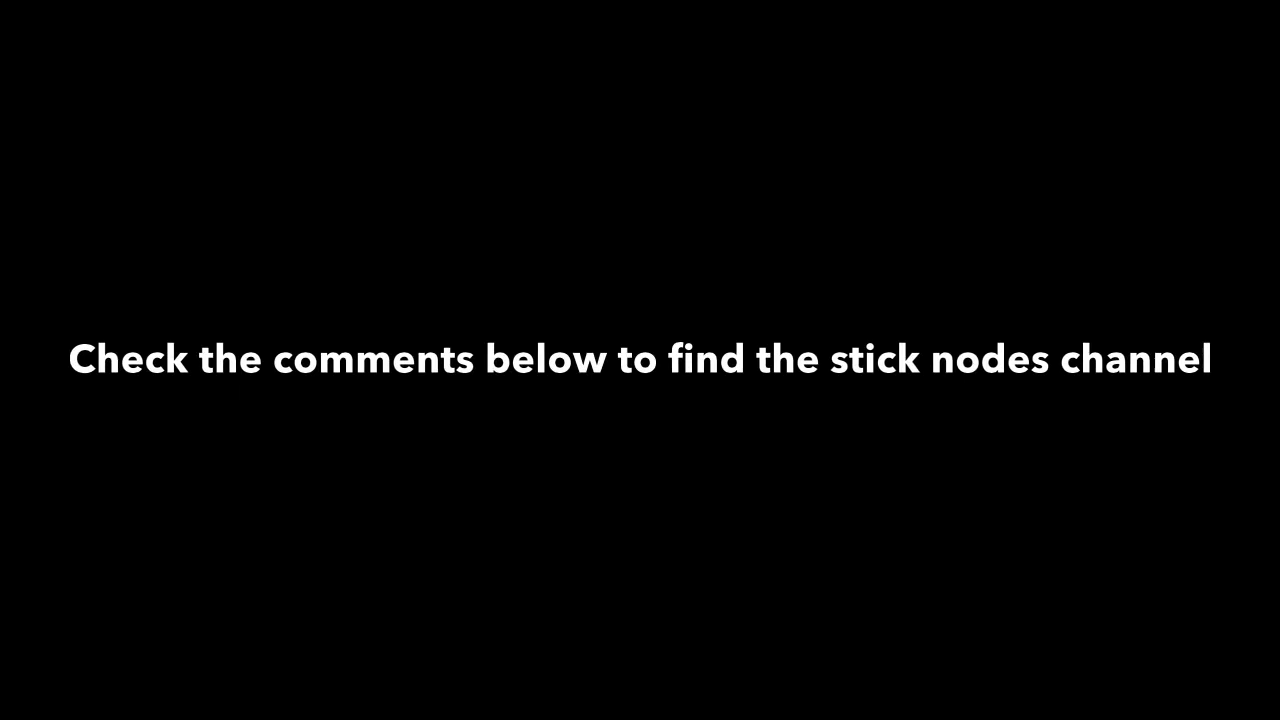 Check the comments below to find the stick nodes channel